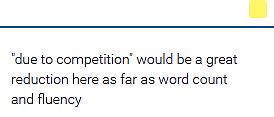 "due to competition" would be a great
reduction here as far as word count
and fluency